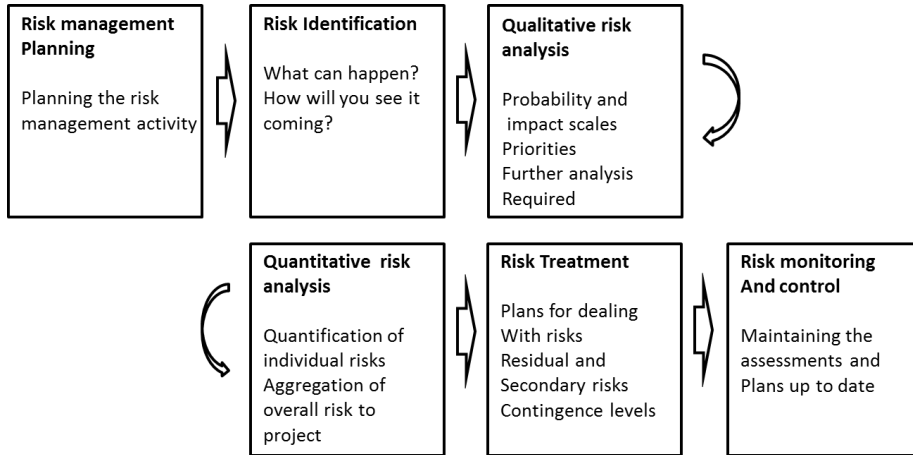 Risk management
Planning
Planning the risk
management activity
Risk Identification
What can happen?
How will you see it
coming?
Qualitative risk
analysis
Probability and
impact scales
Priorities
Further analysis
Required
Quantitative risk
analysis
Quantification of
individual risks
Aggregation of
overall risk to
project
Risk Treatment
Plans for dealing
With risks
Residual and
Secondary risks
Contingence levels
Risk monitoring
And control
Maintaining the
assessments and
Plans up to date